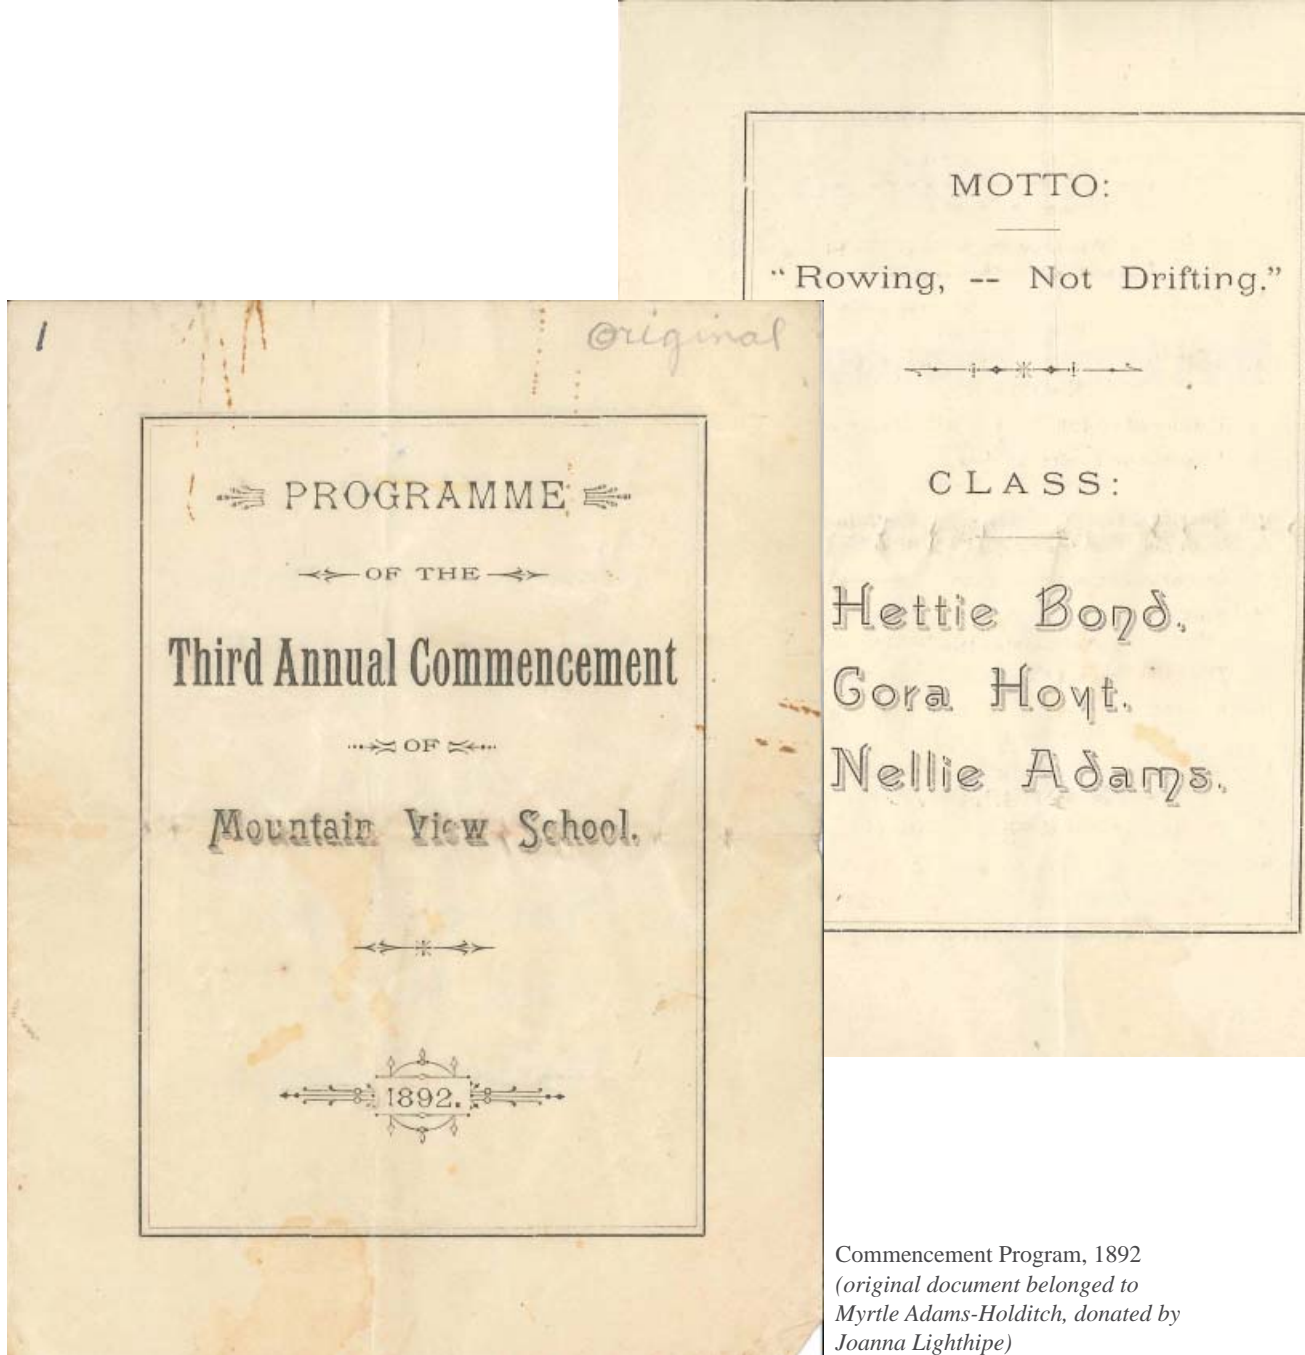 1
Original
PROGRAMME
OF THE
Third Annual Commencement
OF
Mountain View School.
1892.
MOTTO:
"Rowing, -- Not Drifting."
CLASS:
Hettie Bond.
Cora Hoyt.
Nellie Adams.
Commencement Program, 1892
(original document belonged to
Myrtle Adams-Holditch, donated by
Joanna Lighthipe)